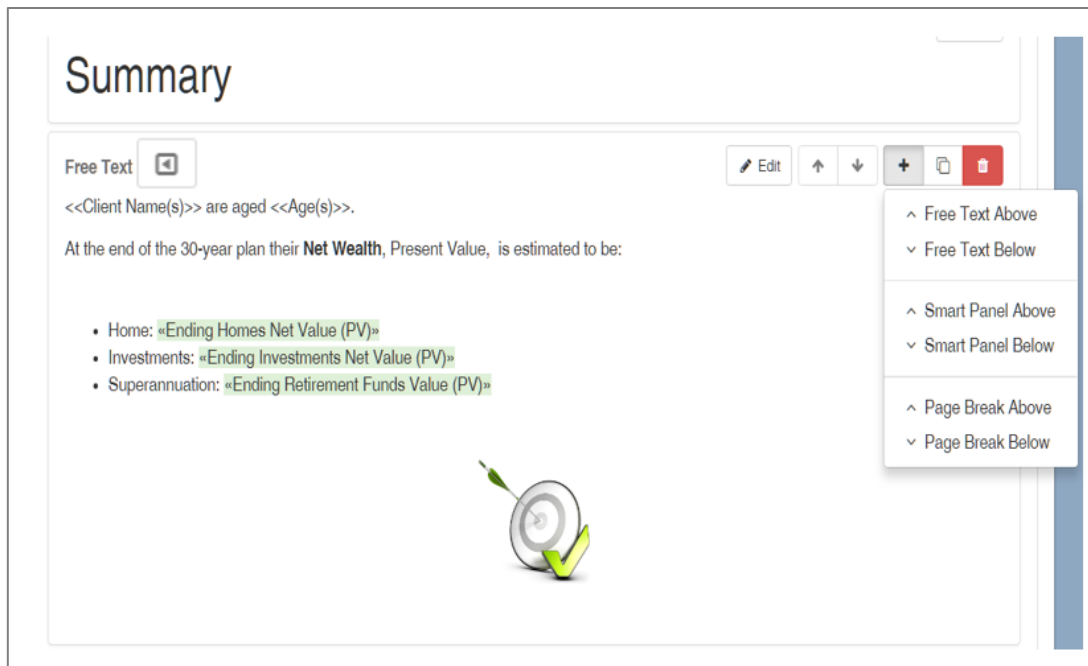 Summary
Free Text
Edit
<<Client Name(s)>> are aged <<Age(s)>>.
At the end of the 30-year plan their Net Wealth, Present Value,  is estimated to be:
• Home: «Ending Homes Net Value (PV)»
• Investments: «Ending Investments Net Value (PV)»
• Superannuation: «Ending Retirement Funds Value (PV)»
Free Text Above
Free Text Below
Smart Panel Above
Smart Panel Below
Page Break Above
Page Break Below